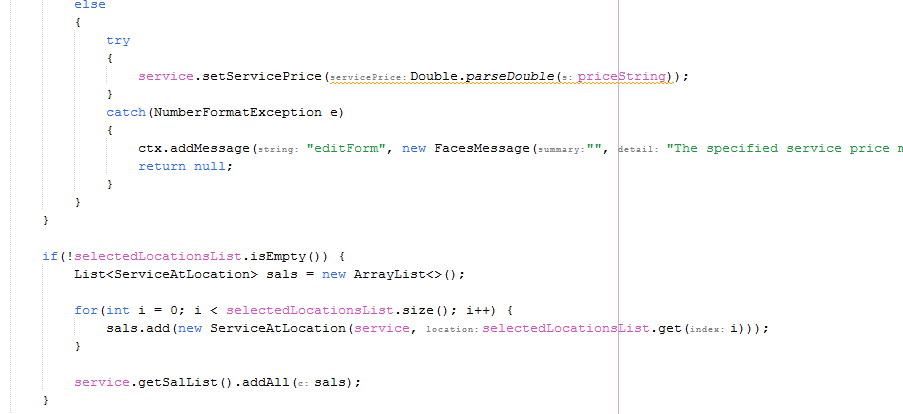 else
{
try
{
service.setServicePrice(servicePrice: Double.parseDouble(s: priceString));
}
catch(NumberFormatException e)
{
ctx.addMessage(string: "editForm", new FacesMessage(summary: "", detail: "The specified service price
return null;
}
}
}
if(!selectedLocationsList.isEmpty()) {
List<ServiceAtLocation> sals = new ArrayList<>();
for(int i = 0; i < selectedLocationsList.size(); i++) {
sals.add(new ServiceAtLocation(service, location: selectedLocationsList.get(index: i)));
}
service.getSalList().addAll(c: sals);
}